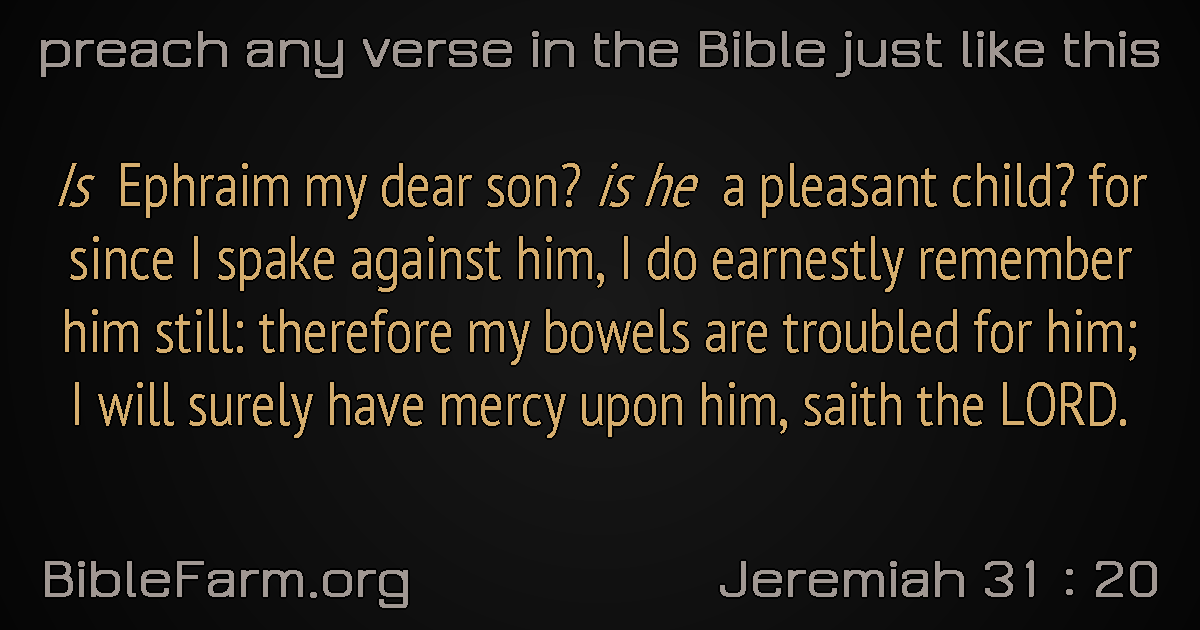 preach any verse in the Bible just like this
Is Ephraim my dear son? is he a pleasant child? for
since I spake against him, I do earnestly remember
him still: therefore my bowels are troubled for him;
I will surely have mercy upon him, saith the LORD.
BibleFarm.org
Jeremiah 31 : 20